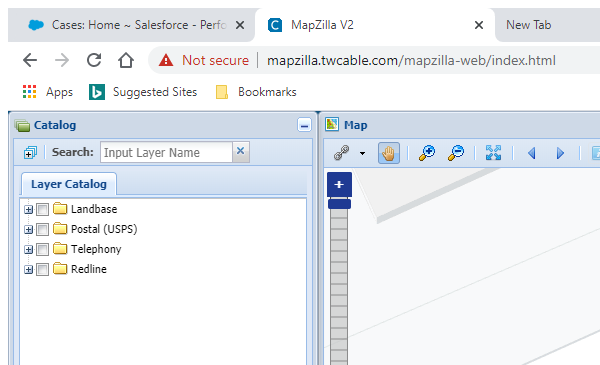 Cases: Home ~ Salesforce - Perfo
MapZilla V2
New Tab
Not secure
mapzilla.twcable.com/mapzilla-web/index.html
Apps
Suggested Sites
Bookmarks
Catalog
Map
Search:
Input Layer Name
Layer Catalog
Landbase
Postal (USPS)
Telephony
Redline